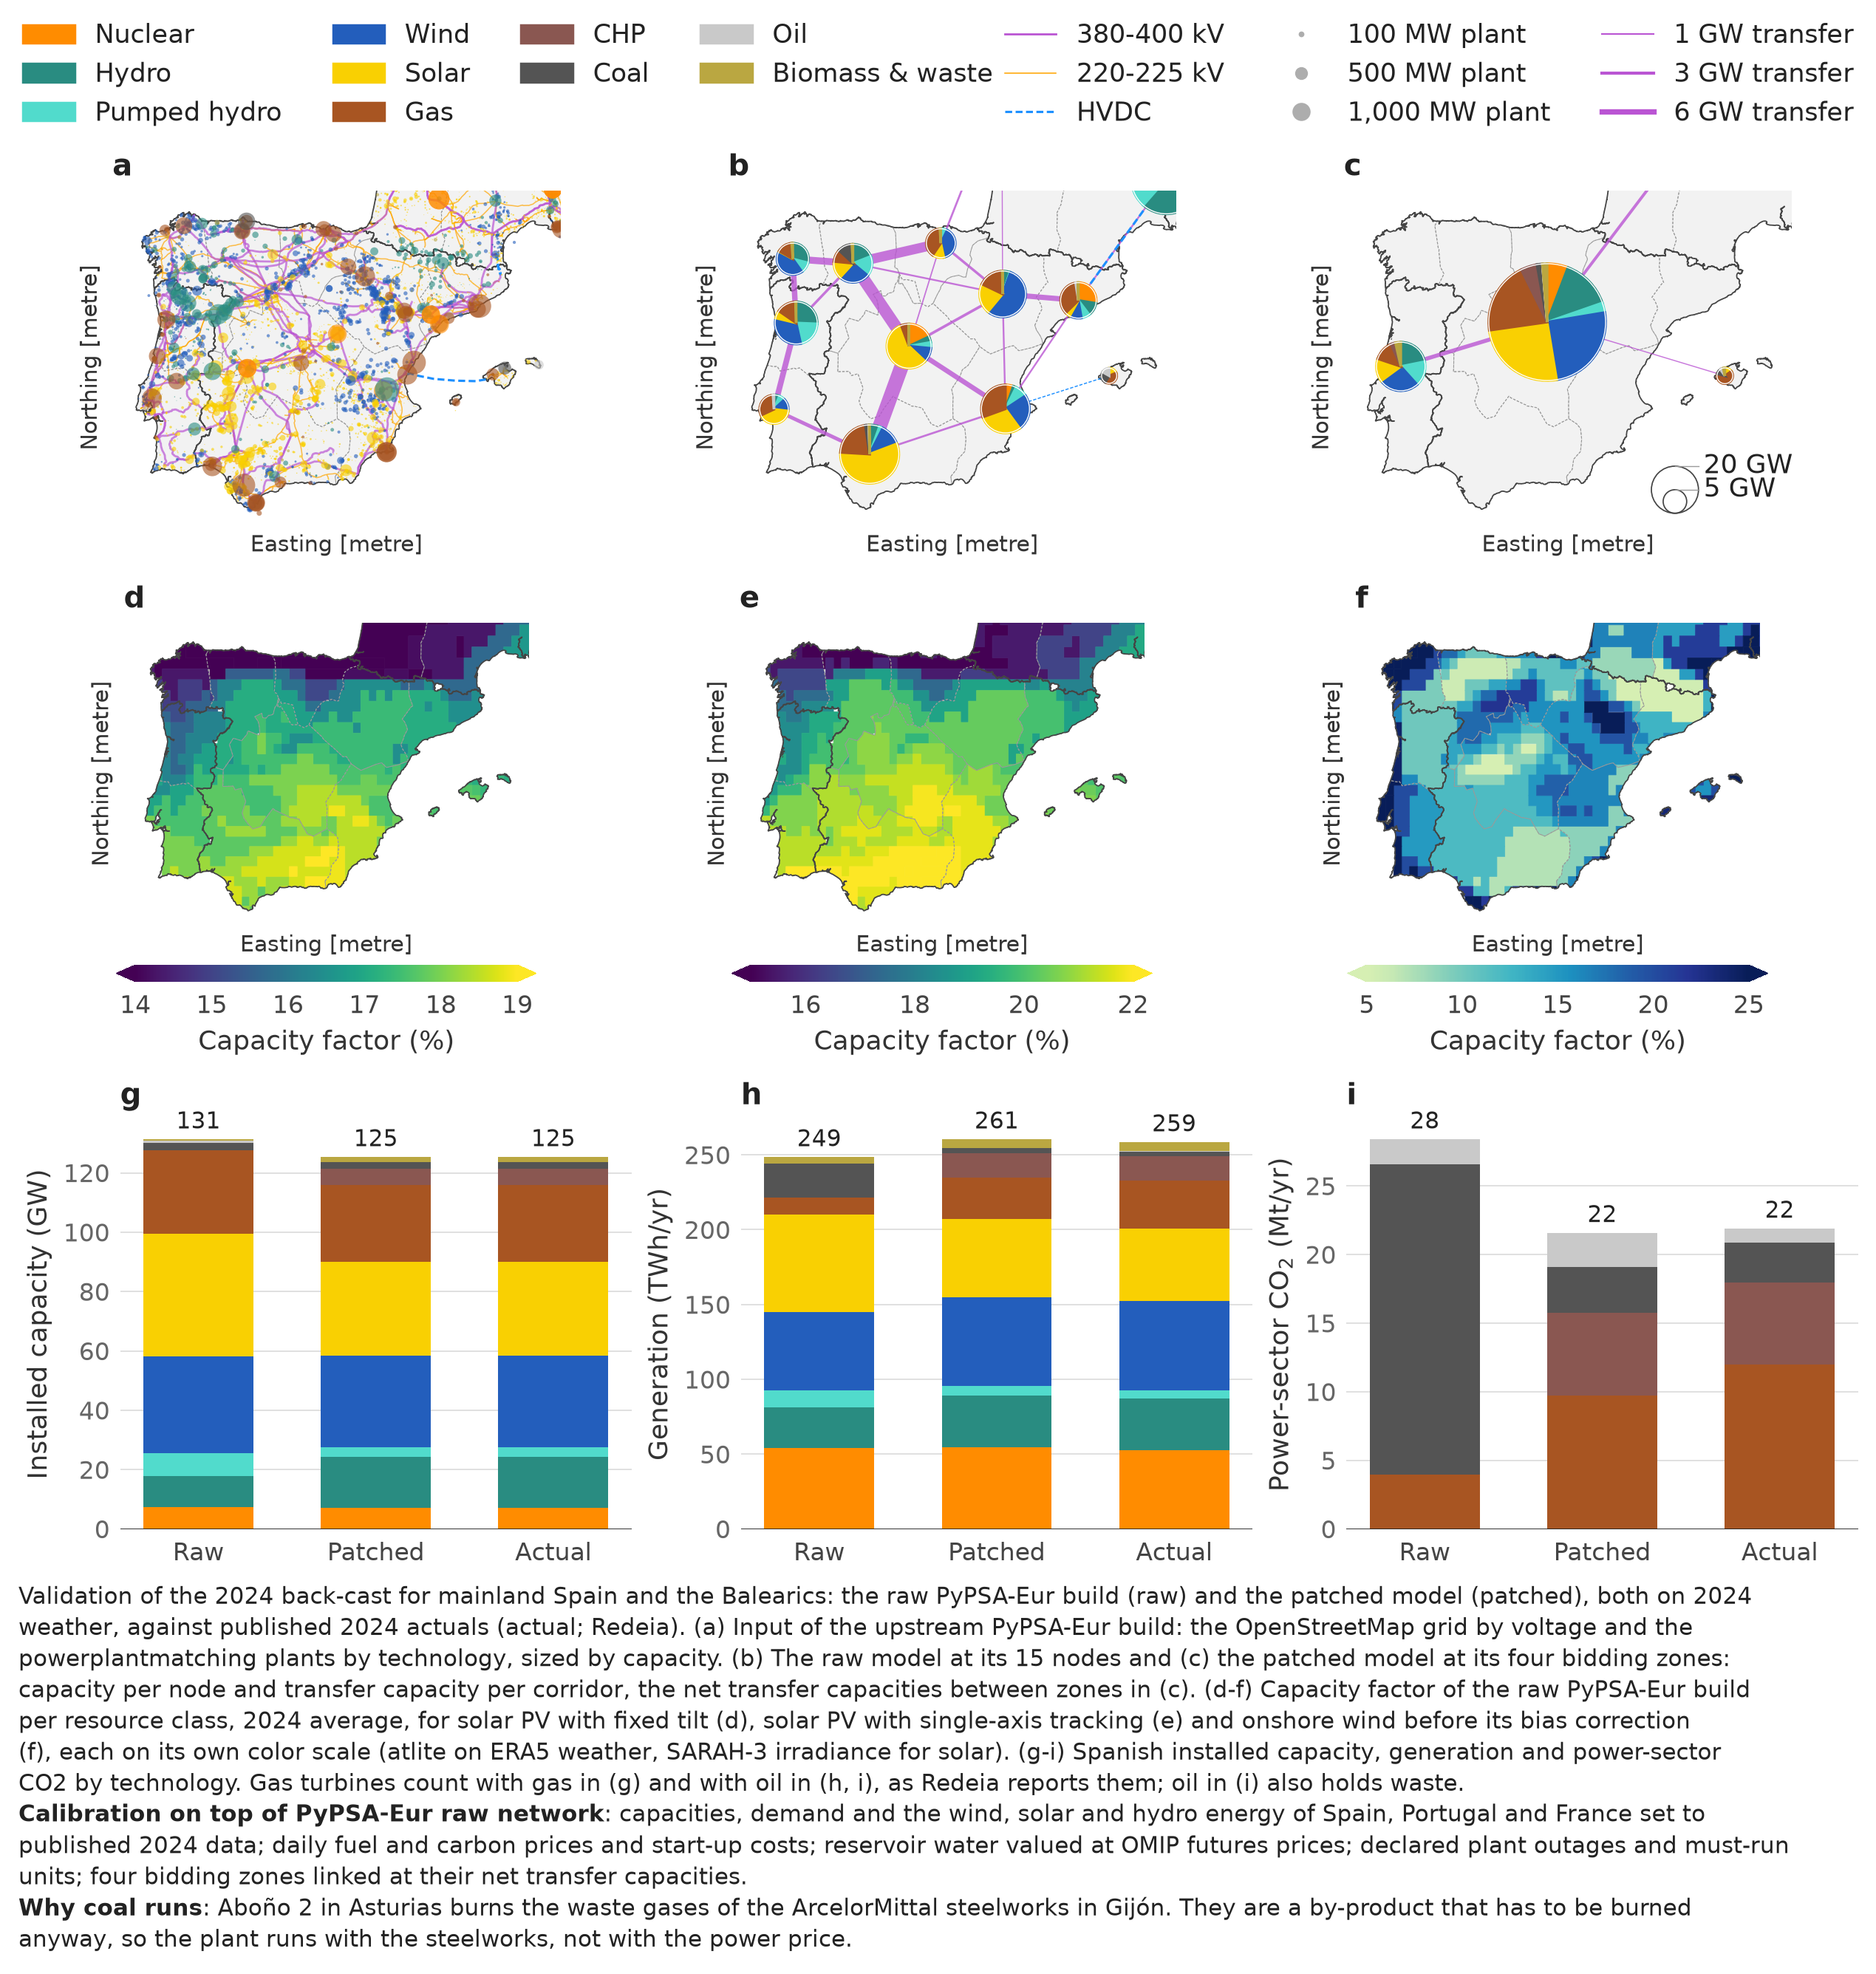 Nuclear
Hydro
Pumped hydro
Wind
Solar
Gas
CHP
Coal
Oil
Biomass & waste
380-400 kV
220-225 kV
HVDC
100 MW plant
500 MW plant
1,000 MW plant
1 GW transfer
3 GW transfer
6 GW transfer
a
Northing [metre]
Easting [metre]
b
Northing [metre]
Easting [metre]
c
Northing [metre]
20 GW
5 GW
Easting [metre]
d
Northing [metre]
Easting [metre]
14 15 16 17 18 19
Capacity factor (%)
e
Northing [metre]
Easting [metre]
16 18 20 22
Capacity factor (%)
f
Northing [metre]
Easting [metre]
5 10 15 20 25
Capacity factor (%)
g
Installed capacity (GW)
120
100
80
60
40
20
0
131
125
125
Raw Patched Actual
h
Generation (TWh/yr)
250
200
150
100
50
0
249
261
259
Raw Patched Actual
i
Power-sector CO2 (Mt/yr)
25
20
15
10
5
0
28
22
22
Raw Patched Actual
Validation of the 2024 back-cast for mainland Spain and the Balearics: the raw PyPSA-Eur build (raw) and the patched model (patched), both on 2024
weather, against published 2024 actuals (actual; Redeia). (a) Input of the upstream PyPSA-Eur build: the OpenStreetMap grid by voltage and the
powerplantmatching plants by technology, sized by capacity. (b) The raw model at its 15 nodes and (c) the patched model at its four bidding zones:
capacity per node and transfer capacity per corridor, the net transfer capacities between zones in (c). (d-f) Capacity factor of the raw PyPSA-Eur build
per resource class, 2024 average, for solar PV with fixed tilt (d), solar PV with single-axis tracking (e) and onshore wind before its bias correction
(f), each on its own color scale (atlite on ERA5 weather, SARAH-3 irradiance for solar). (g-i) Spanish installed capacity, generation and power-sector
CO2 by technology. Gas turbines count with gas in (g) and with oil in (h, i), as Redeia reports them; oil in (i) also holds waste.
Calibration on top of PyPSA-Eur raw network: capacities, demand and the wind, solar and hydro energy of Spain, Portugal and France set to
published 2024 data; daily fuel and carbon prices and start-up costs; reservoir water valued at OMIP futures prices; declared plant outages and must-run
units; four bidding zones linked at their net transfer capacities.
Why coal runs: Aboño 2 in Asturias burns the waste gases of the ArcelorMittal steelworks in Gijón. They are a by-product that has to be burned
anyway, so the plant runs with the steelworks, not with the power price.